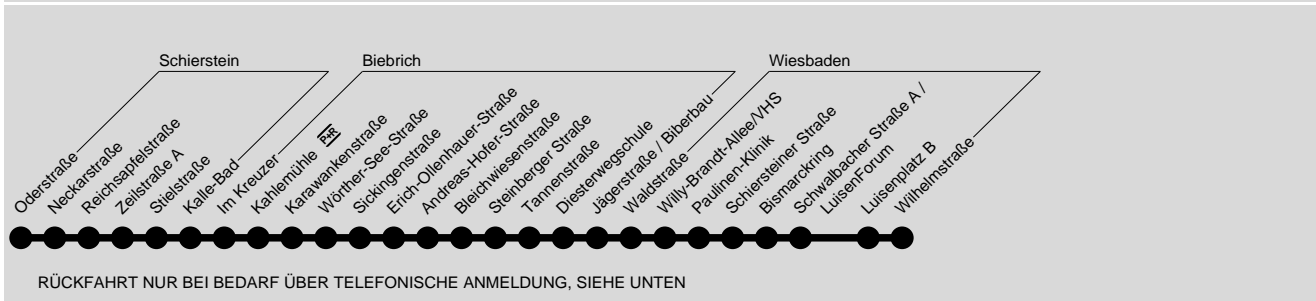 Schierstein
Biebrich
Wiesbaden
Oderstraße
Neckarstraße
Reichsapfelstraße
Zeilstraße A
Stielstraße
Kalle-Bad
Im Kreuzer
Kahlemühle P+R
Karawankenstraße
Wörther-See-Straße
Sickingenstraße
Erich-Ollenhauer-Straße
Andreas-Hofer-Straße
Bleichwiesenstraße
Steinberger Straße
Tannenstraße
Diesterwegschule
Jägerstraße / Biberbau
Waldstraße
Willy-Brandt-Allee/VHS
Paulinen-Klinik
Schiersteiner Straße
Bismarckring
Schwalbacher Straße A /
LuisenForum
Luisenplatz B
Wilhelmstraße
RÜCKFAHRT NUR BEI BEDARF ÜBER TELEFONISCHE ANMELDUNG, SIEHE UNTEN